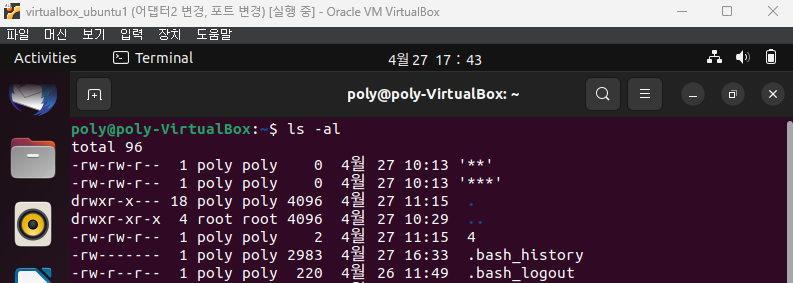 virtualbox_ubuntu1 (어댑터2 변경, 포트 변경) [실행 중] - Oracle VM VirtualBox
파일 머신 보기 입력 장치 도움말
Activities Terminal 4월 27 17 : 43
poly@poly-VirtualBox: ~
poly@poly-VirtualBox:~$ ls -al
total 96
-rw-rw-r-- 1 poly poly 0 4월 27 10:13 '**'
-rw-rw-r-- 1 poly poly 0 4월 27 10:13 '***'
drwxr-x--- 18 poly poly 4096 4월 27 11:15 .
drwxr-xr-x 4 root root 4096 4월 27 10:29 ..
-rw-rw-r-- 1 poly poly 2 4월 27 11:15 4
-rw------- 1 poly poly 2983 4월 27 16:33 .bash_history
-rw-r--r-- 1 poly poly 220 4월 26 11:49 .bash_logout